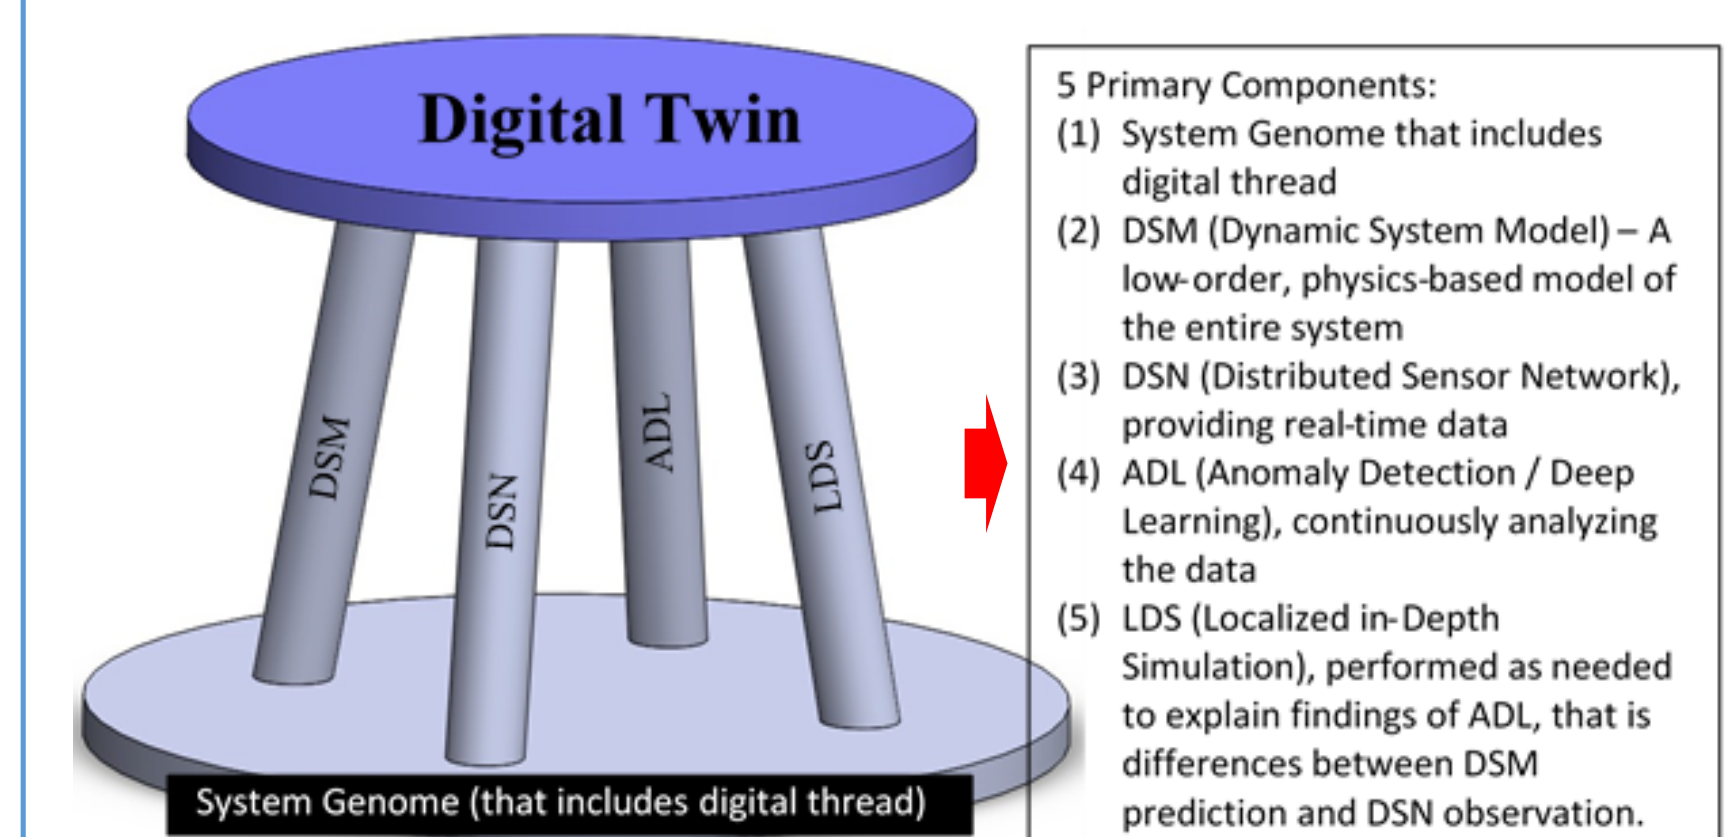 Digital Twin
DSM
DSN
ADL
LDS
System Genome (that includes digital thread)
5 Primary Components:
(1) System Genome that includes
digital thread
(2) DSM (Dynamic System Model) – A
low-order, physics-based model of
the entire system
(3) DSN (Distributed Sensor Network),
providing real-time data
(4) ADL (Anomaly Detection / Deep
Learning), continuously analyzing
the data
(5) LDS (Localized in-Depth
Simulation), performed as needed
to explain findings of ADL, that is
differences between DSM
prediction and DSN observation.